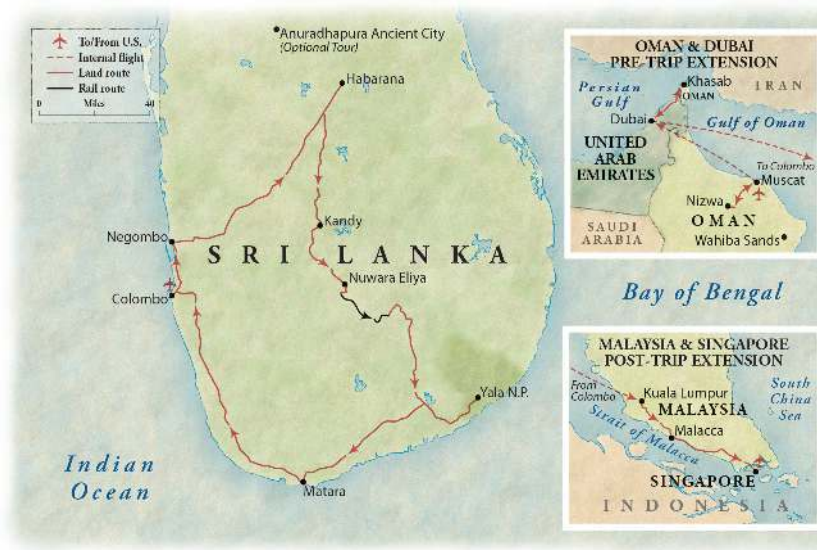 To/From U.S.
Internal flight
Land route
Rail route
0 Miles 40
Anuradhapura Ancient City
(Optional Tour)
Habarana
Negombo
Kandy
SRI LANKA
Nuwara Eliya
Colombo
Yala N.P.
Indian
Ocean
Matara
OMAN & DUBAI
PRE-TRIP EXTENSION
Persian
Gulf
Khasab
OMAN
IRAN
Dubai
Gulf of Oman
UNITED
ARAB
EMIRATES
To Colombo
Muscat
Nizwa
OMAN
SAUDI
ARABIA
Wahiba Sands
Bay of Bengal
MALAYSIA & SINGAPORE
POST-TRIP EXTENSION
From
Colombo
Kuala Lumpur
MALAYSIA
South
China
Sea
Strait of Malacca
Malacca
SINGAPORE
INDONESIA